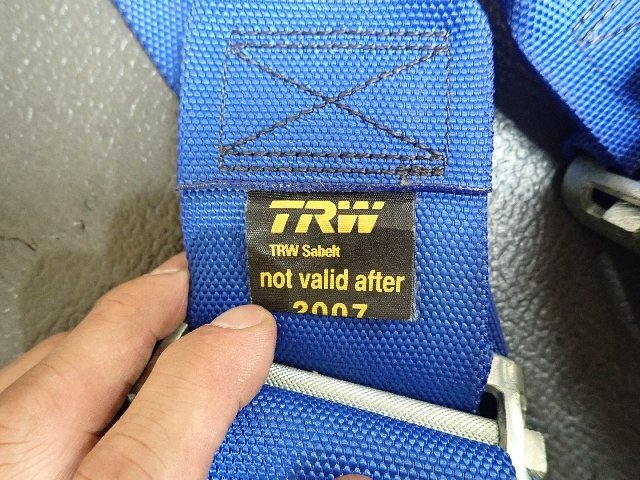 TRW
TRW Sabelt
not valid after
2007